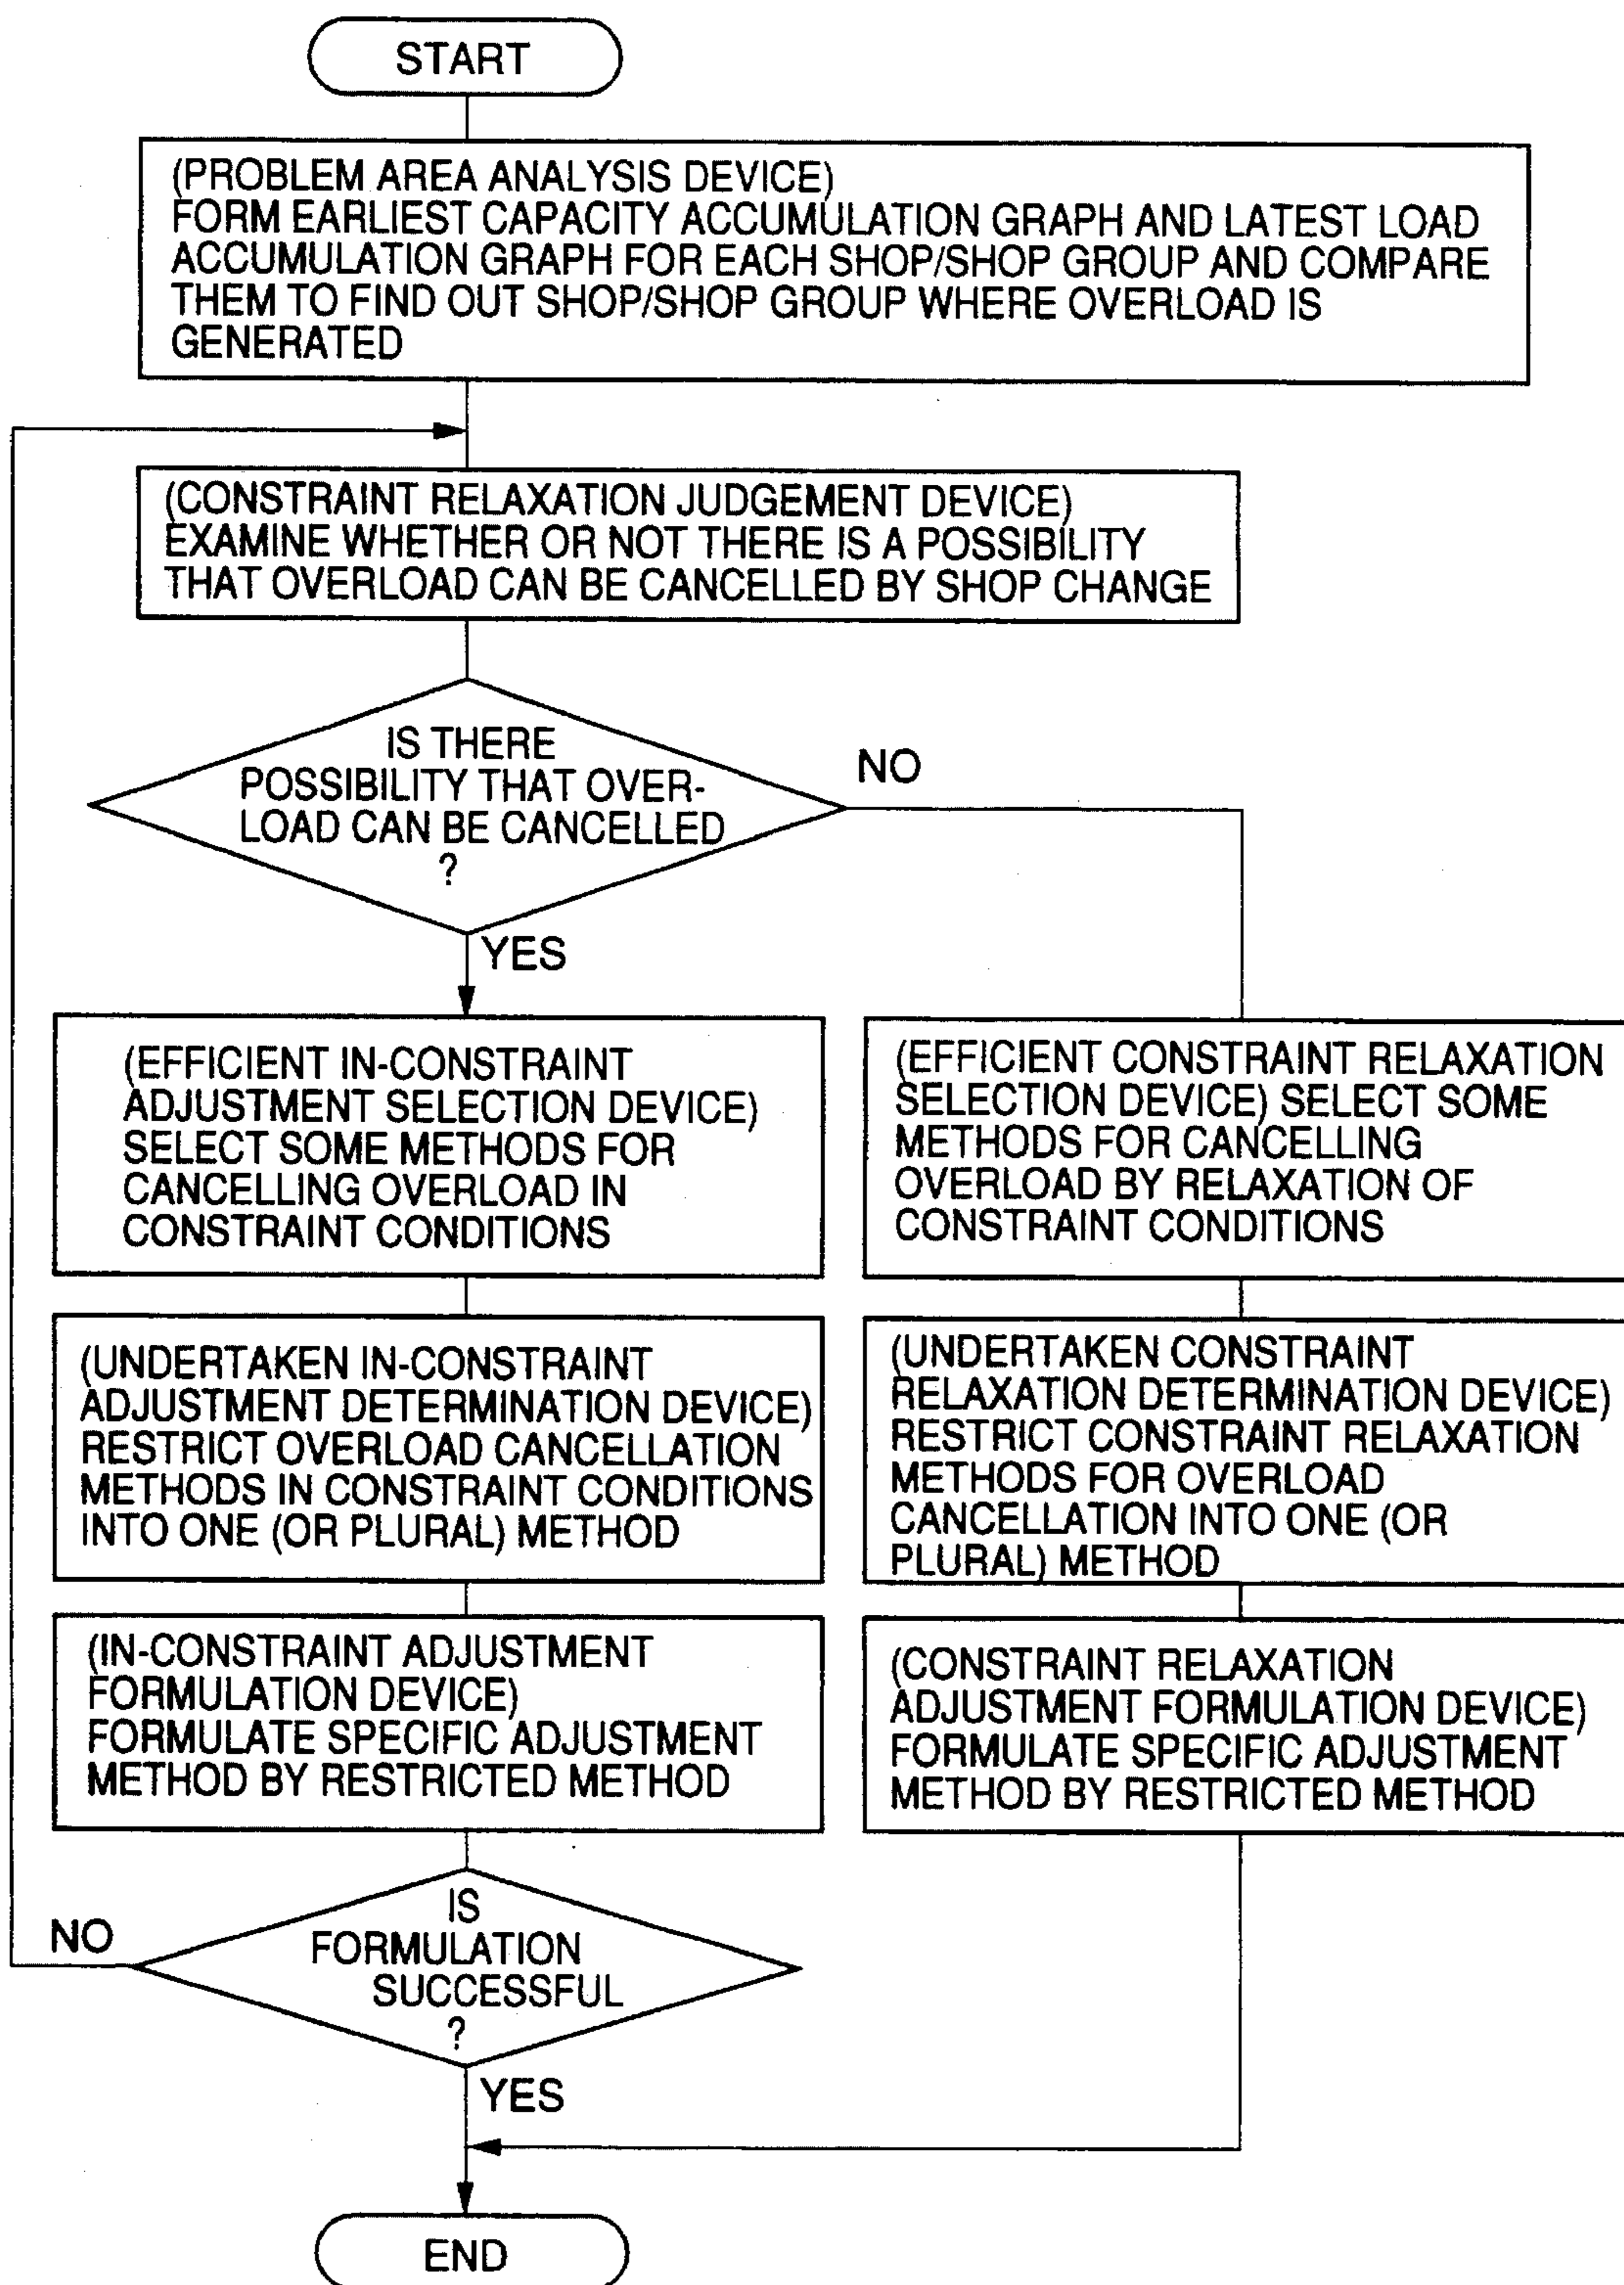 START
(PROBLEM AREA ANALYSIS DEVICE)
FORM EARLIEST CAPACITY ACCUMULATION GRAPH AND LATEST LOAD
ACCUMULATION GRAPH FOR EACH SHOP/SHOP GROUP AND COMPARE
THEM TO FIND OUT SHOP/SHOP GROUP WHERE OVERLOAD IS
GENERATED
(CONSTRAINT RELAXATION JUDGEMENT DEVICE)
EXAMINE WHETHER OR NOT THERE IS A POSSIBILITY
THAT OVERLOAD CAN BE CANCELLED BY SHOP CHANGE
IS THERE
POSSIBILITY THAT OVER-
LOAD CAN BE CANCELLED
?
NO
YES
(EFFICIENT IN-CONSTRAINT
ADJUSTMENT SELECTION DEVICE)
SELECT SOME METHODS FOR
CANCELLING OVERLOAD IN
CONSTRAINT CONDITIONS
(EFFICIENT CONSTRAINT RELAXATION
SELECTION DEVICE) SELECT SOME
METHODS FOR CANCELLING
OVERLOAD BY RELAXATION OF
CONSTRAINT CONDITIONS
(UNDERTAKEN IN-CONSTRAINT
ADJUSTMENT DETERMINATION DEVICE)
RESTRICT OVERLOAD CANCELLATION
METHODS IN CONSTRAINT CONDITIONS
INTO ONE (OR PLURAL) METHOD
(UNDERTAKEN CONSTRAINT
RELAXATION DETERMINATION DEVICE)
RESTRICT CONSTRAINT RELAXATION
METHODS FOR OVERLOAD
CANCELLATION INTO ONE (OR
PLURAL) METHOD
(IN-CONSTRAINT ADJUSTMENT
FORMULATION DEVICE)
FORMULATE SPECIFIC ADJUSTMENT
METHOD BY RESTRICTED METHOD
(CONSTRAINT RELAXATION
ADJUSTMENT FORMULATION DEVICE)
FORMULATE SPECIFIC ADJUSTMENT
METHOD BY RESTRICTED METHOD
IS
FORMULATION
SUCCESSFUL
?
NO
YES
END